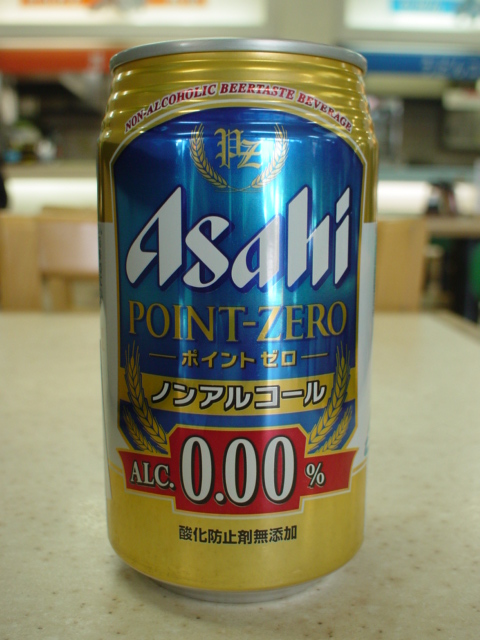 NON-ALCOHOLIC BEERTASTE BEVERAGE
PZ
Asahi
POINT-ZERO
ポイントゼロ
ノンアルコール
ALC. 0.00%
酸化防止剤無添加